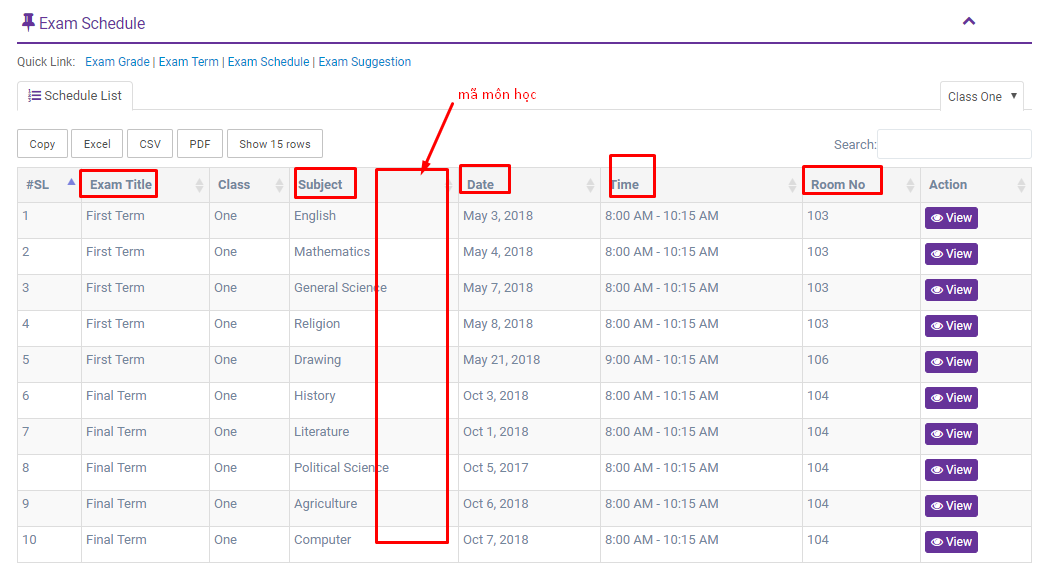 Exam Schedule
Quick Link: Exam Grade | Exam Term | Exam Schedule | Exam Suggestion
mã môn học
Schedule List
Class One
Copy Excel CSV PDF Show 15 rows Search:
#SL Exam Title Class Subject Date Time Room No Action
1 First Term One English May 3, 2018 8:00 AM - 10:15 AM 103 View
2 First Term One Mathematics May 4, 2018 8:00 AM - 10:15 AM 103 View
3 First Term One General Science May 7, 2018 8:00 AM - 10:15 AM 103 View
4 First Term One Religion May 8, 2018 8:00 AM - 10:15 AM 103 View
5 First Term One Drawing May 21, 2018 9:00 AM - 10:15 AM 106 View
6 Final Term One History Oct 3, 2018 8:00 AM - 10:15 AM 104 View
7 Final Term One Literature Oct 1, 2018 8:00 AM - 10:15 AM 104 View
8 Final Term One Political Science Oct 5, 2017 8:00 AM - 10:15 AM 104 View
9 Final Term One Agriculture Oct 6, 2018 8:00 AM - 10:15 AM 104 View
10 Final Term One Computer Oct 7, 2018 8:00 AM - 10:15 AM 104 View